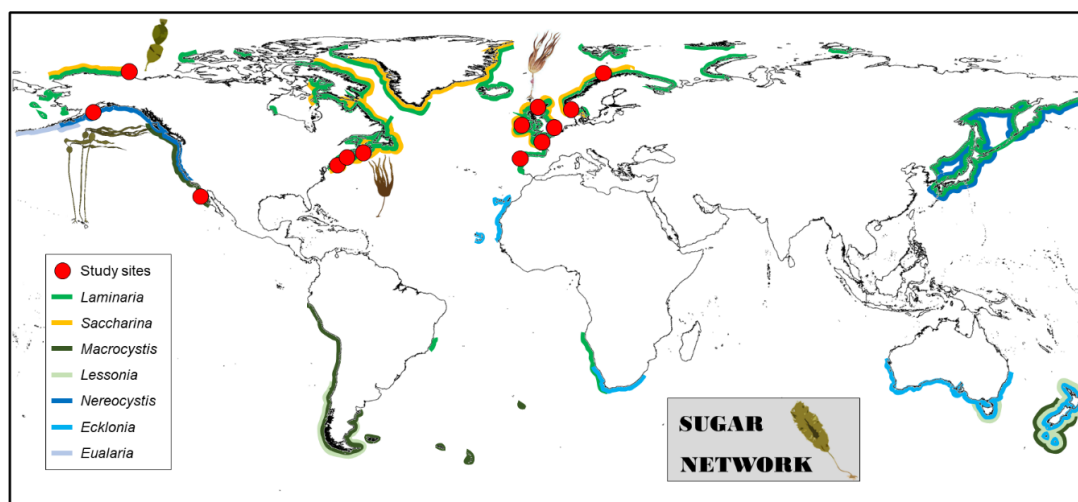 Study sites
Laminaria
Saccharina
Macrocystis
Lessonia
Nereocystis
Ecklonia
Eualaria
SUGAR
NETWORK